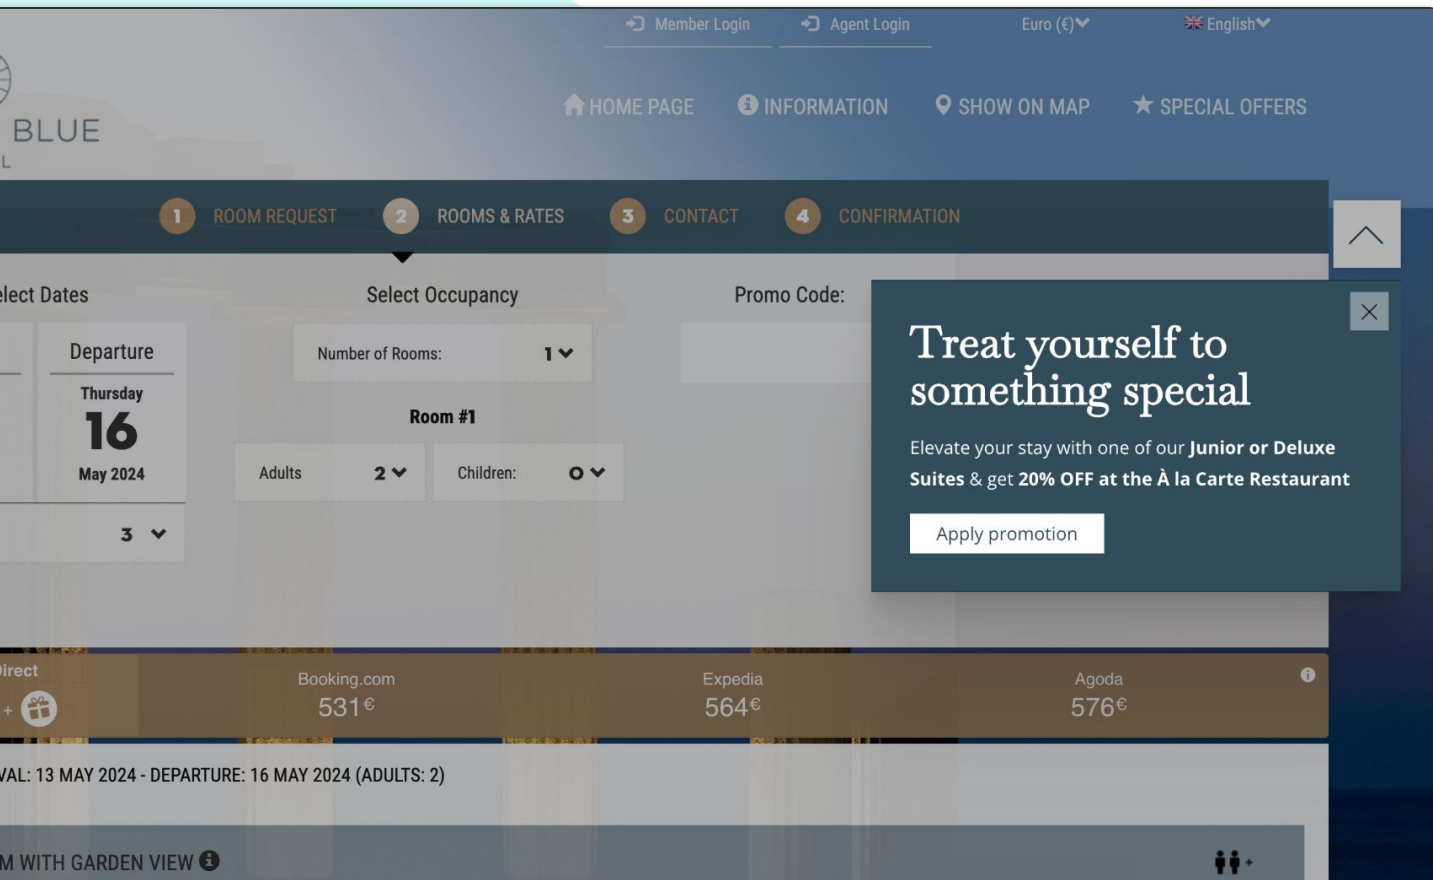 Member Login Agent Login Euro (€) English
HOME PAGE INFORMATION SHOW ON MAP SPECIAL OFFERS
BLUE
L
1 ROOM REQUEST 2 ROOMS & RATES 3 CONTACT 4 CONFIRMATION
elect Dates
Departure
Thursday
16
May 2024
3
Select Occupancy
Number of Rooms: 1
Room #1
Adults 2 Children: 0
Promo Code:
Treat yourself to
something special
Elevate your stay with one of our Junior or Deluxe
Suites & get 20% OFF at the À la Carte Restaurant
Apply promotion
Direct
+
Booking.com
531€
Expedia
564€
Agoda
576€
VAL: 13 MAY 2024 - DEPARTURE: 16 MAY 2024 (ADULTS: 2)
M WITH GARDEN VIEW
+